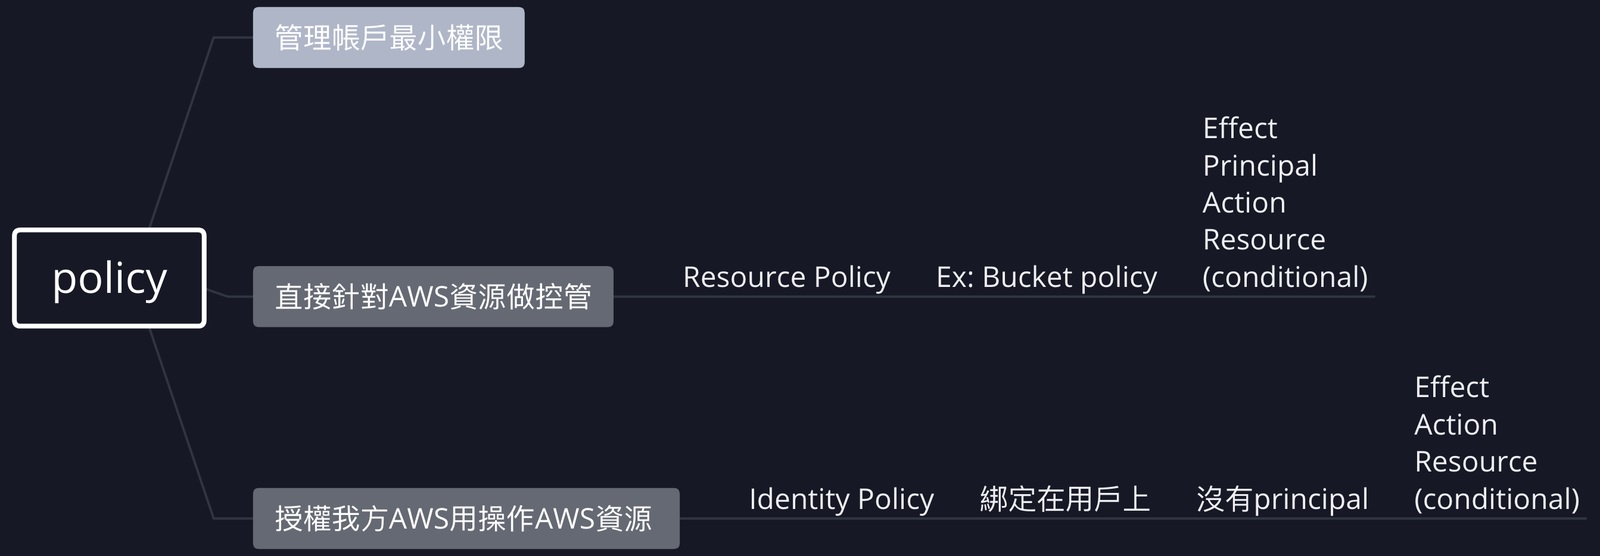 policy
管理帳戶最小權限
直接針對AWS資源做控管
Resource Policy
Ex: Bucket policy
Effect
Principal
Action
Resource
(conditional)
授權我方AWS用操作AWS資源
Identity Policy
綁定在用戶上
沒有principal
Effect
Action
Resource
(conditional)